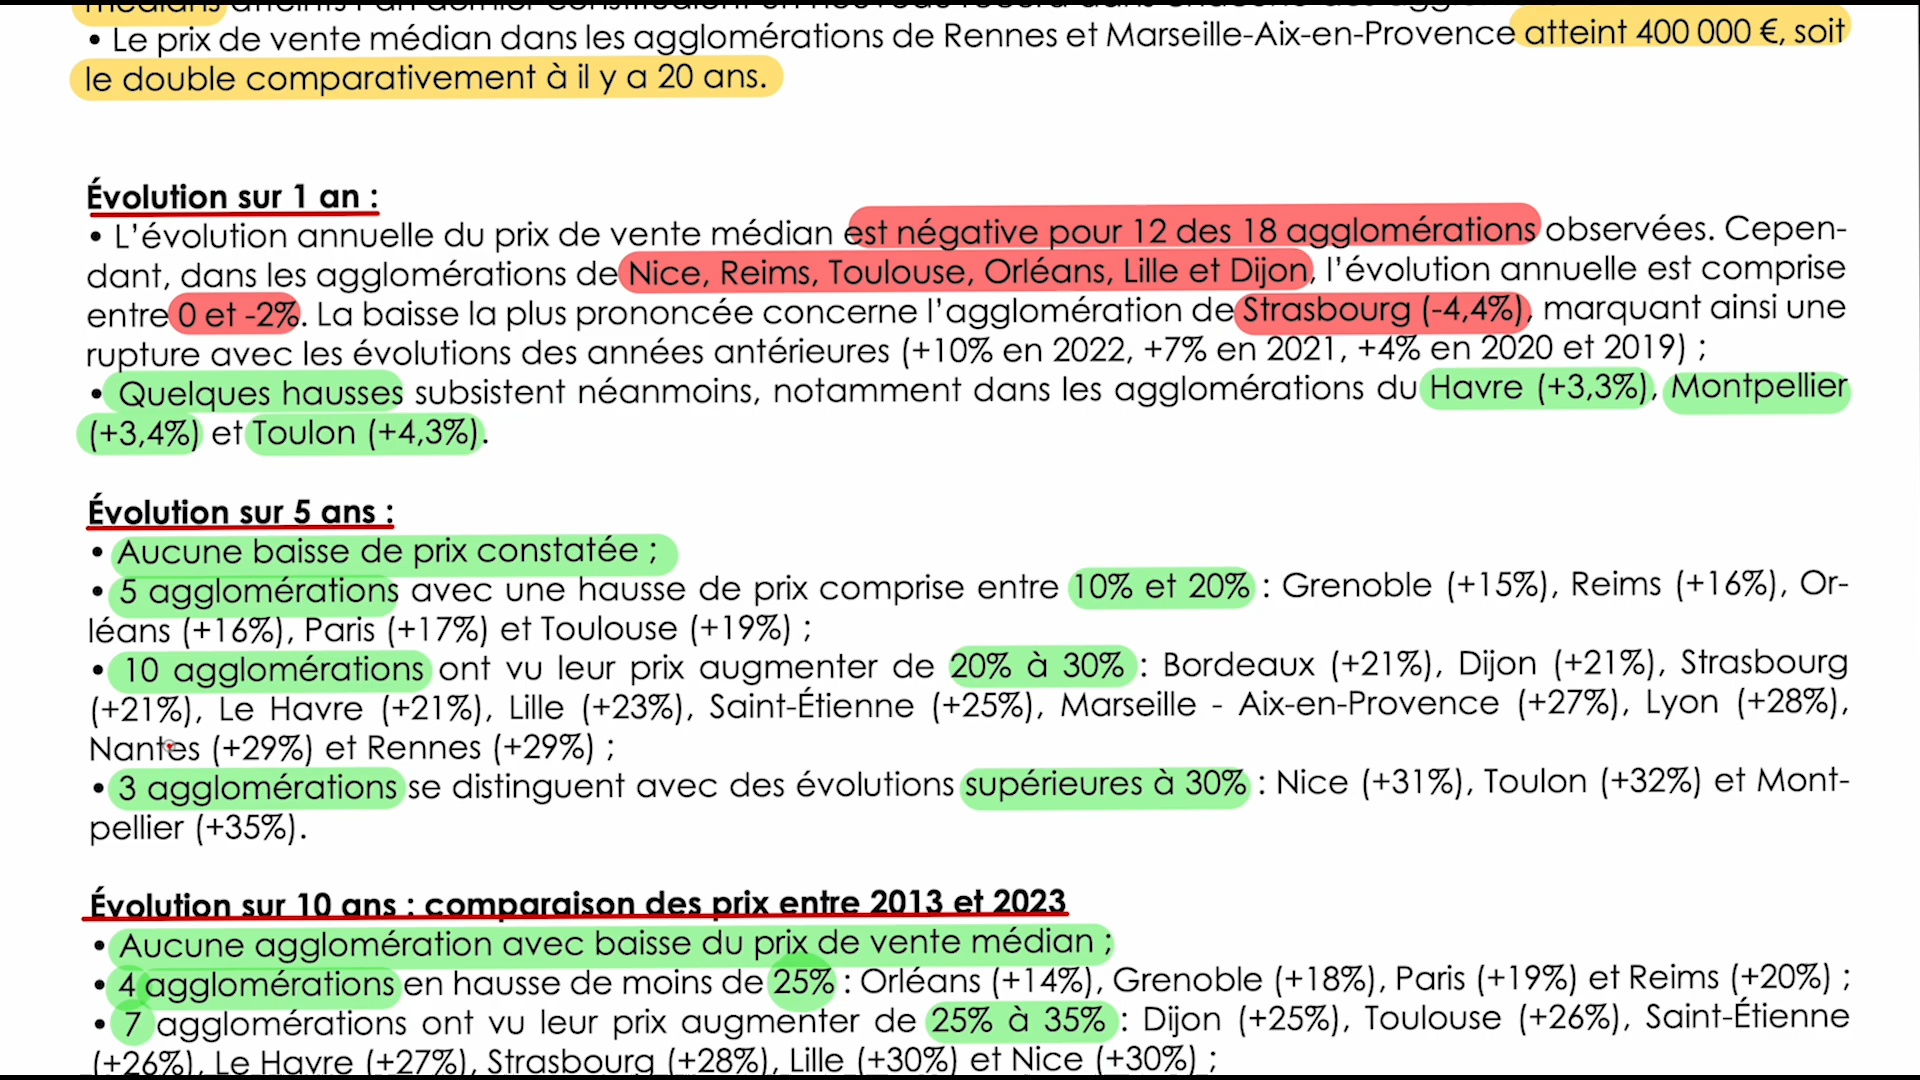 • Le prix de vente médian dans les agglomérations de Rennes et Marseille-Aix-en-Provence atteint 400 000 €, soit
le double comparativement à il y a 20 ans.
Évolution sur 1 an :
• L’évolution annuelle du prix de vente médian est négative pour 12 des 18 agglomérations observées. Cepen-
dant, dans les agglomérations de Nice, Reims, Toulouse, Orléans, Lille et Dijon, l’évolution annuelle est comprise
entre 0 et -2%. La baisse la plus prononcée concerne l’agglomération de Strasbourg (-4,4%), marquant ainsi une
rupture avec les évolutions des années antérieures (+10% en 2022, +7% en 2021, +4% en 2020 et 2019) ;
• Quelques hausses subsistent néanmoins, notamment dans les agglomérations du Havre (+3,3%), Montpellier
(+3,4%) et Toulon (+4,3%).
Évolution sur 5 ans :
• Aucune baisse de prix constatée ;
• 5 agglomérations avec une hausse de prix comprise entre 10% et 20% : Grenoble (+15%), Reims (+16%), Or-
léans (+16%), Paris (+17%) et Toulouse (+19%) ;
• 10 agglomérations ont vu leur prix augmenter de 20% à 30% : Bordeaux (+21%), Dijon (+21%), Strasbourg
(+21%), Le Havre (+21%), Lille (+23%), Saint-Étienne (+25%), Marseille - Aix-en-Provence (+27%), Lyon (+28%),
Nantes (+29%) et Rennes (+29%) ;
• 3 agglomérations se distinguent avec des évolutions supérieures à 30% : Nice (+31%), Toulon (+32%) et Mont-
pellier (+35%).
Évolution sur 10 ans : comparaison des prix entre 2013 et 2023
• Aucune agglomération avec baisse du prix de vente médian ;
• 4 agglomérations en hausse de moins de 25% : Orléans (+14%), Grenoble (+18%), Paris (+19%) et Reims (+20%) ;
• 7 agglomérations ont vu leur prix augmenter de 25% à 35% : Dijon (+25%), Toulouse (+26%), Saint-Étienne
(+26%), Le Havre (+27%), Strasbourg (+28%), Lille (+30%) et Nice (+30%) ;